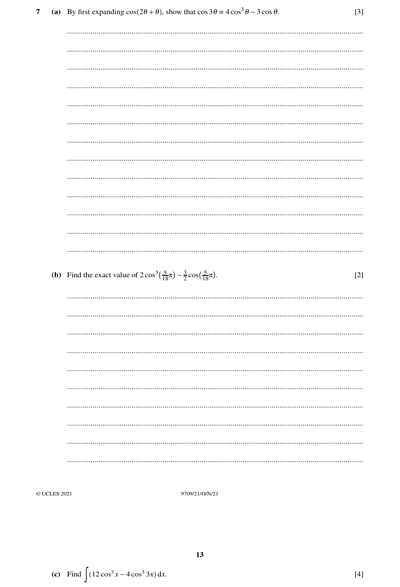 7 (a) By first expanding cos(2θ + θ), show that cos 3θ ≡ 4 cos³ θ − 3 cos θ. [3]
(b) Find the exact value of 2 cos³(5/18 π) − 3/2 cos(5/18 π). [2]
© UCLES 2021 9709/21/O/N/21
13
(c) Find ∫(12 cos³ x − 4 cos³ 3x) dx. [4]